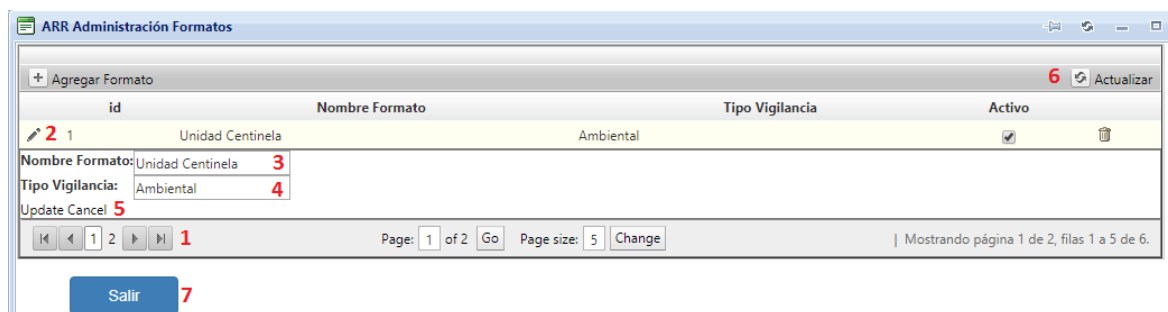 ARR Administración Formatos
+ Agregar Formato 6 Actualizar
id Nombre Formato Tipo Vigilancia Activo
2 1 Unidad Centinela Ambiental
Nombre Formato: Unidad Centinela 3
Tipo Vigilancia: Ambiental 4
Update Cancel 5
1 2 1 Page: 1 of 2 Go Page size: 5 Change | Mostrando página 1 de 2, filas 1 a 5 de 6.
Salir 7